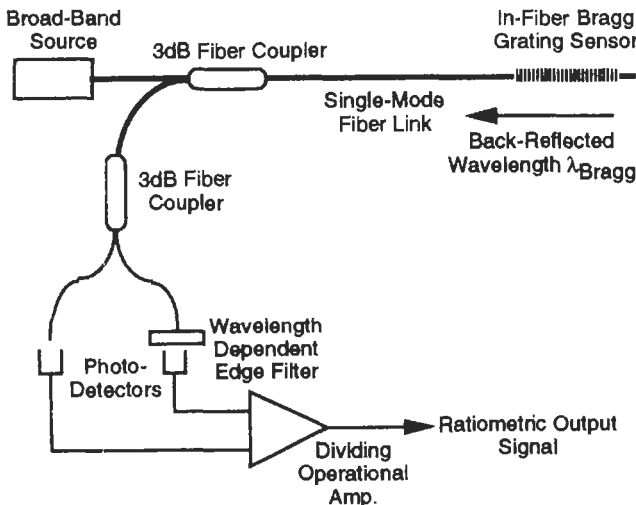 Broad-Band
Source
3dB Fiber Coupler
In-Fiber Bragg
Grating Sensor
Single-Mode
Fiber Link
Back-Reflected
Wavelength λBragg
3dB Fiber
Coupler
Wavelength
Dependent
Edge Filter
Photo-
Detectors
Ratiometric Output
Signal
Dividing
Operational
Amp.